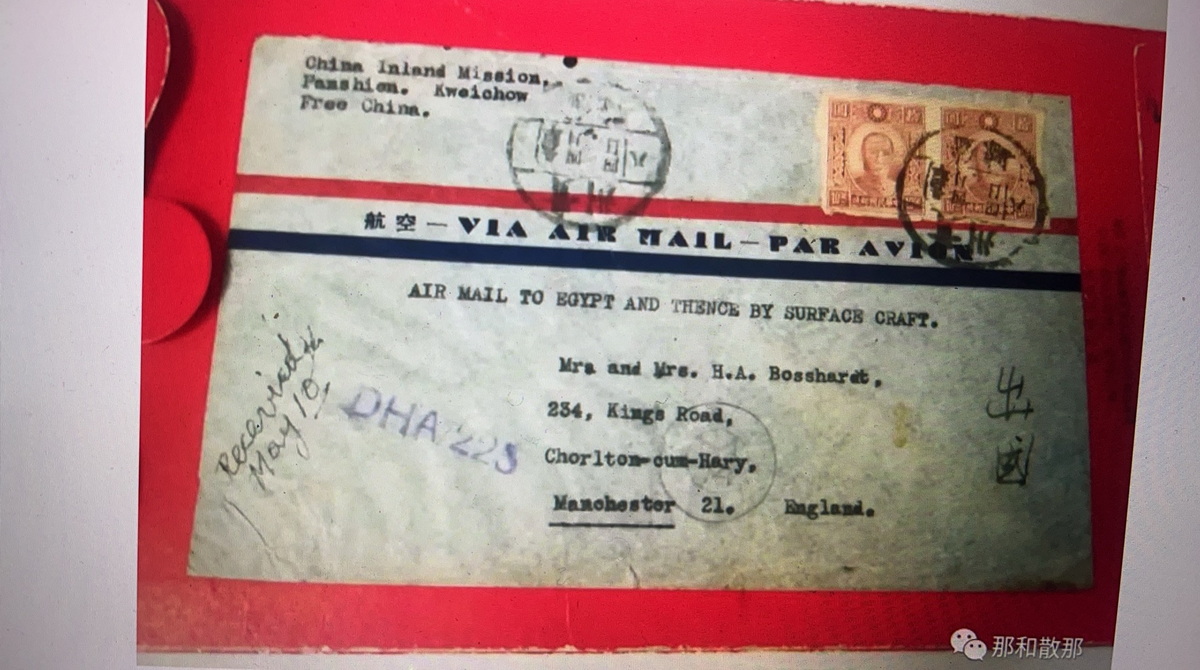 China Inland Mission,
Panshien. Kweichow
Free China.
航空 — VIA AIR MAIL — PAR AVION
AIR MAIL TO EGYPT AND THENCE BY SURFACE CRAFT.
Mrs and Mrs. H.A. Bosshardt,
234, Kings Road,
Chorlton-cum-Hary,
Manchester 21. England.
received
May 10
DHA 225
出國
那和散那